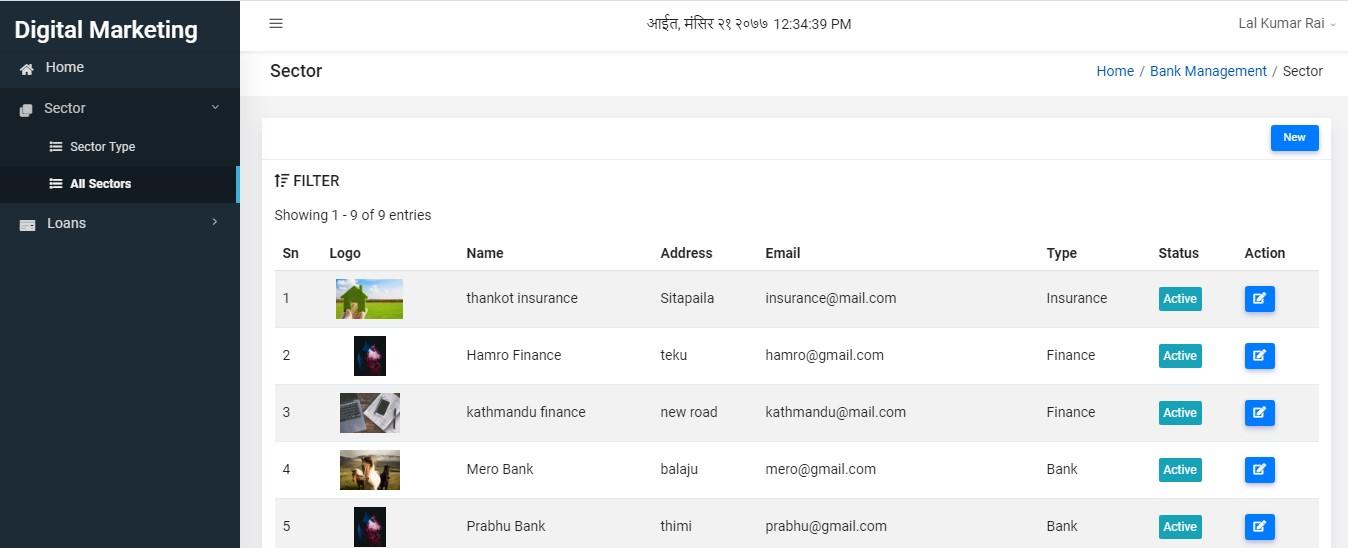 Digital Marketing
आईत, मंसिर २१ २०७७ 12:34:39 PM
Lal Kumar Rai
Home
Sector
Sector Type
All Sectors
Loans
Sector
Home / Bank Management / Sector
New
FILTER
Showing 1 - 9 of 9 entries
Sn Logo Name Address Email Type Status Action
1 thankot insurance Sitapaila insurance@mail.com Insurance Active
2 Hamro Finance teku hamro@gmail.com Finance Active
3 kathmandu finance new road kathmandu@mail.com Finance Active
4 Mero Bank balaju mero@gmail.com Bank Active
5 Prabhu Bank thimi prabhu@gmail.com Bank Active